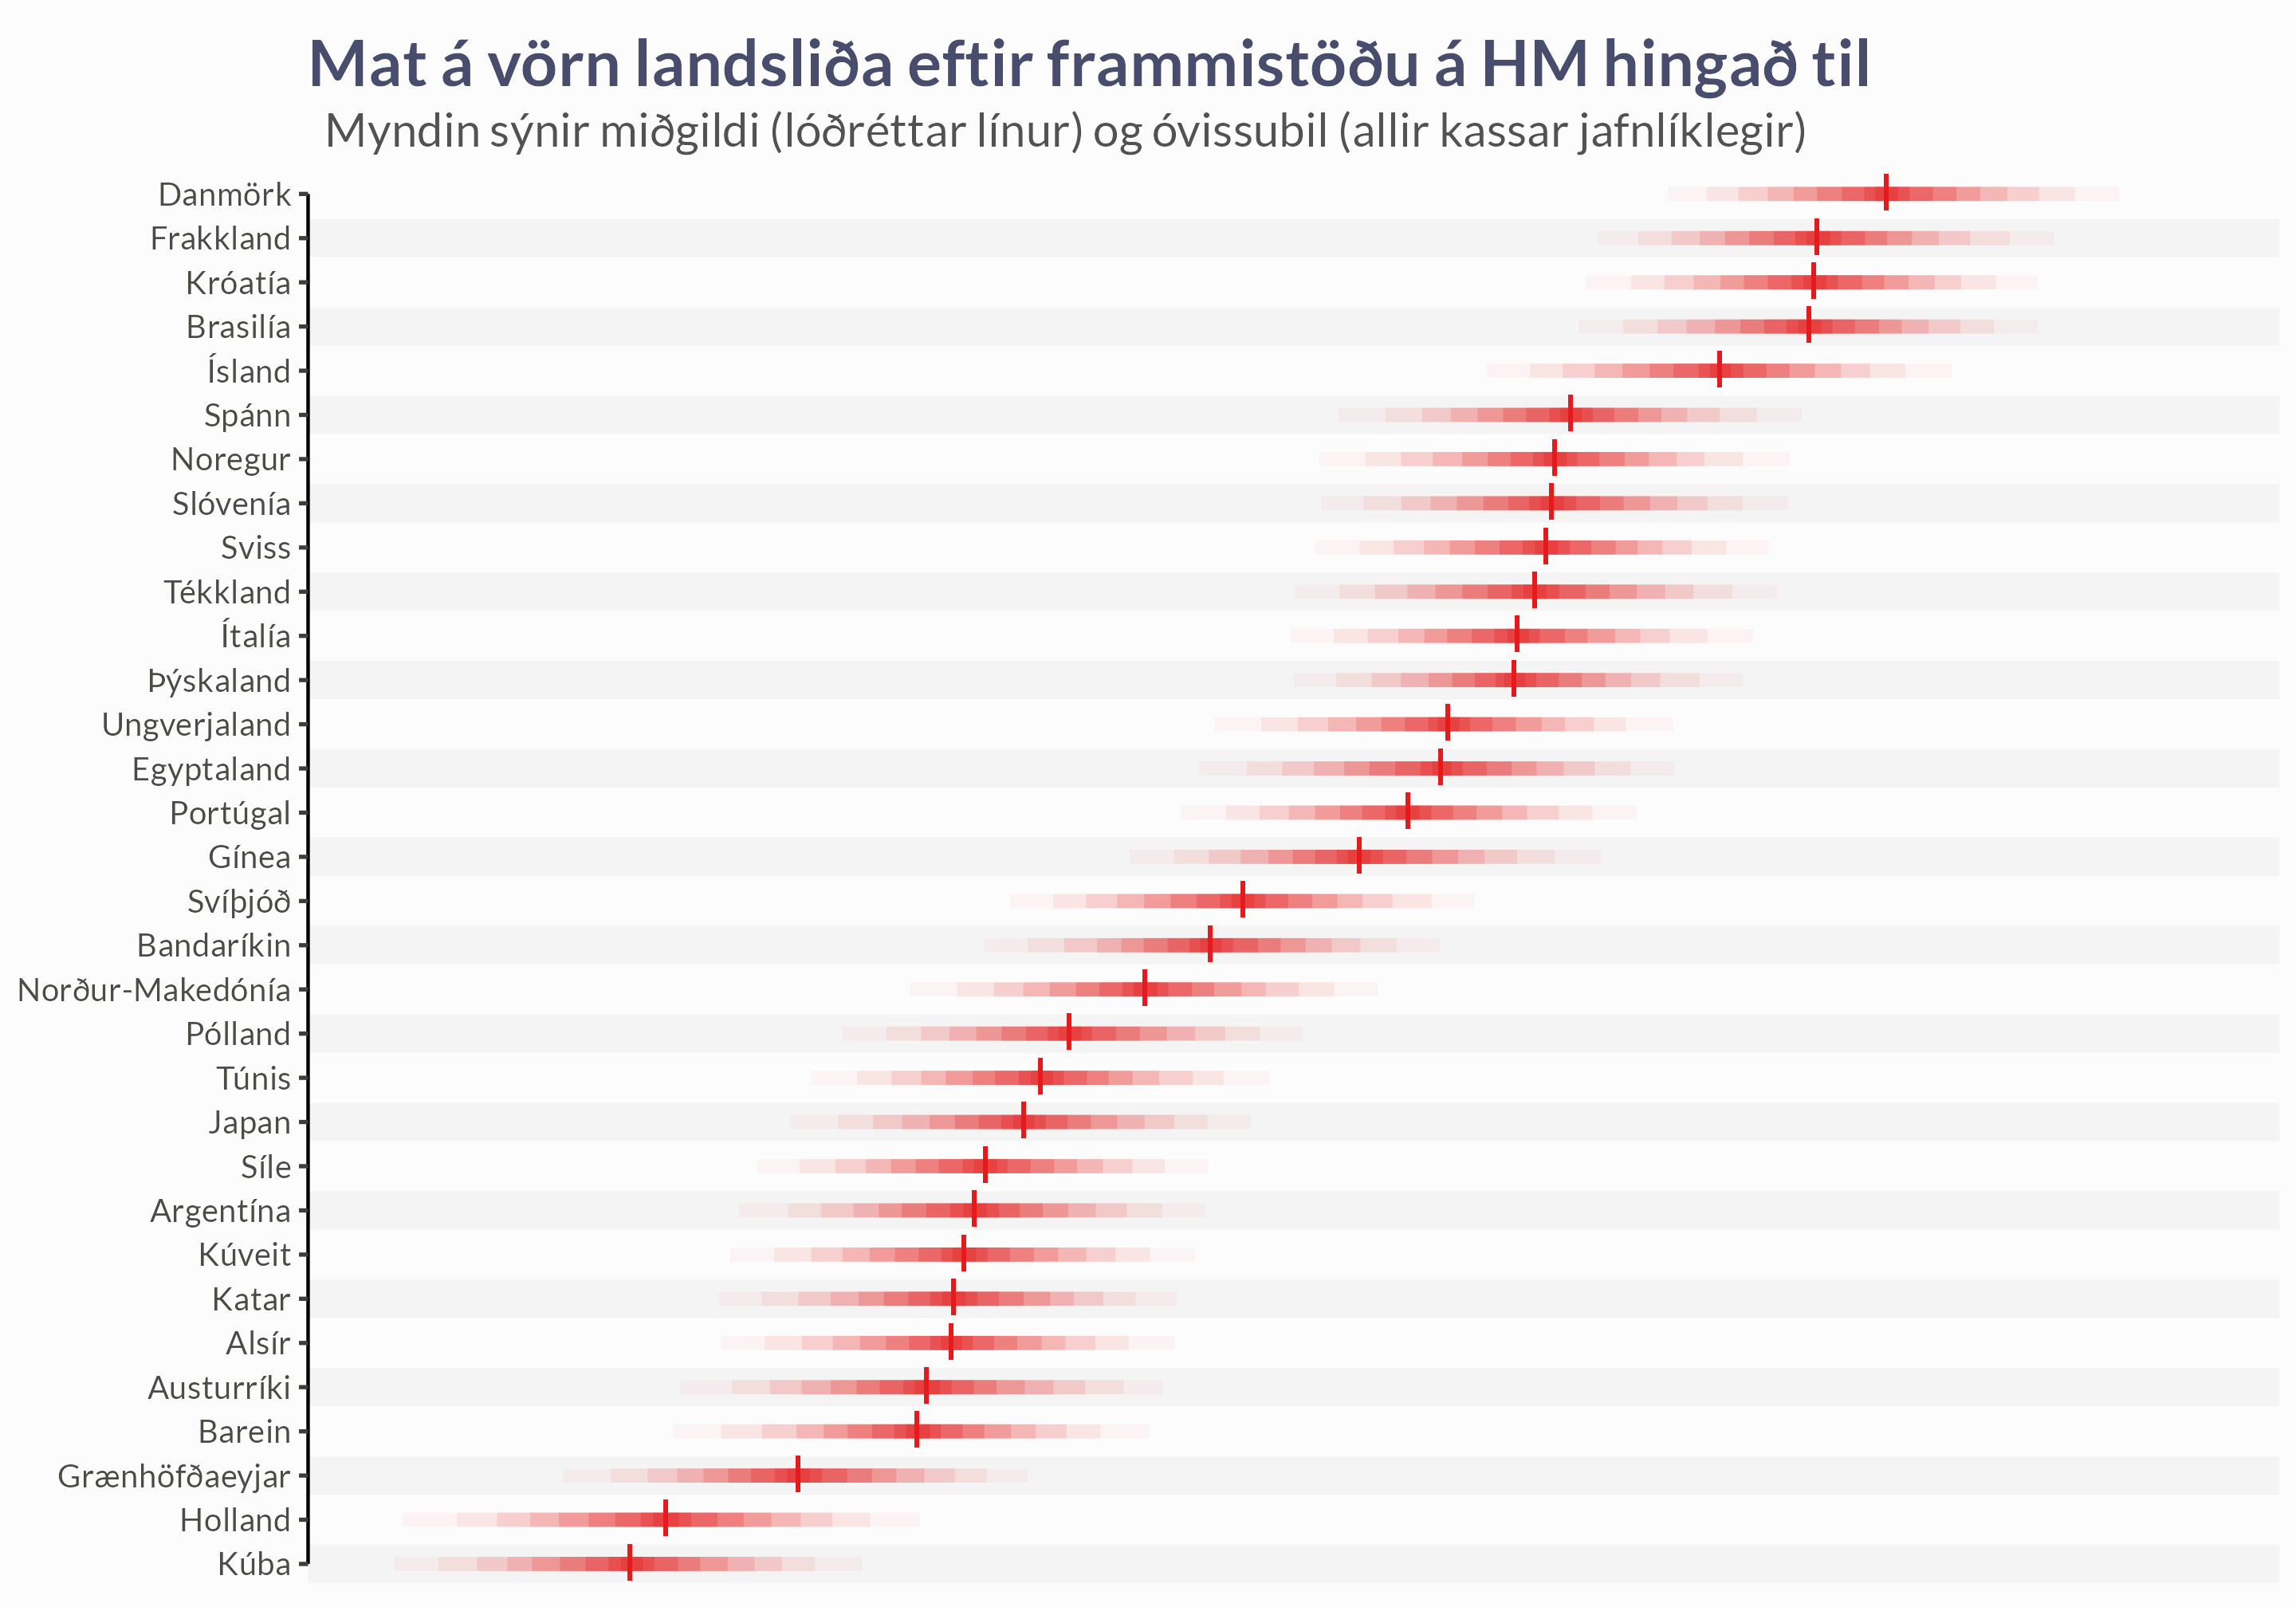 Mat á vörn landsliða eftir frammistöðu á HM hingað til
Myndin sýnir miðgildi (lóðréttar línur) og óvissubil (allir kassar jafnlíklegir)
Danmörk
Frakkland
Króatía
Brasilía
Ísland
Spánn
Noregur
Slóvenía
Sviss
Tékkland
Ítalía
Þýskaland
Ungverjaland
Egyptaland
Portúgal
Gínea
Svíþjóð
Bandaríkin
Norður-Makedónía
Pólland
Túnis
Japan
Síle
Argentína
Kúveit
Katar
Alsír
Austurríki
Barein
Grænhöfðaeyjar
Holland
Kúba